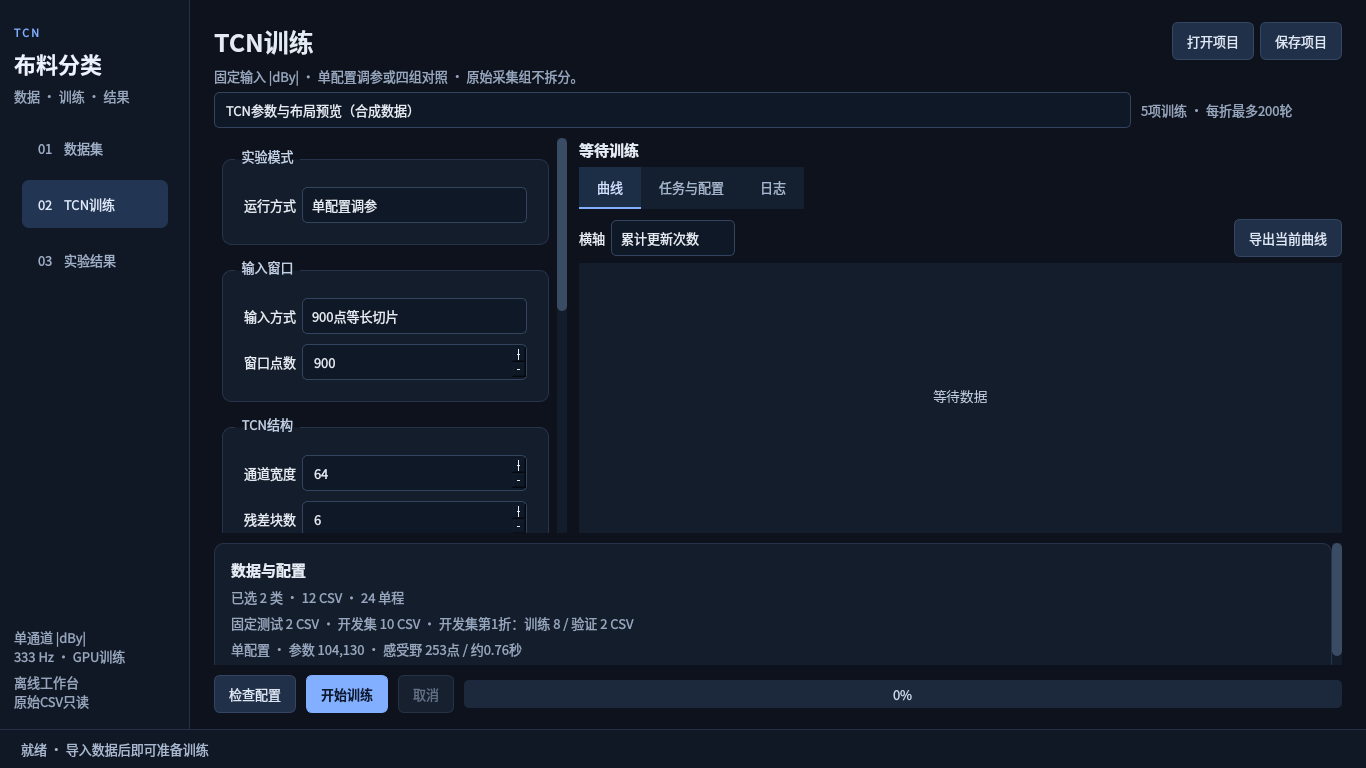 TCN
布料分类
数据 · 训练 · 结果
01 数据集
02 TCN训练
03 实验结果
单通道 |dBy|
333 Hz · GPU训练
离线工作台
原始CSV只读
TCN训练
打开项目
保存项目
固定输入 |dBy| · 单配置调参或四组对照 · 原始采集组不拆分。
TCN参数与布局预览（合成数据）
5项训练 · 每折最多200轮
实验模式
运行方式 单配置调参
输入窗口
输入方式 900点等长切片
窗口点数 900
+
-
TCN结构
通道宽度 64
+
-
残差块数 6
+
-
等待训练
曲线
任务与配置
日志
横轴 累计更新次数
导出当前曲线
等待数据
数据与配置
已选 2 类 · 12 CSV · 24 单程
固定测试 2 CSV · 开发集 10 CSV · 开发集第1折：训练 8 / 验证 2 CSV
单配置 · 参数 104,130 · 感受野 253点 / 约0.76秒
检查配置
开始训练
取消
0%
就绪 · 导入数据后即可准备训练